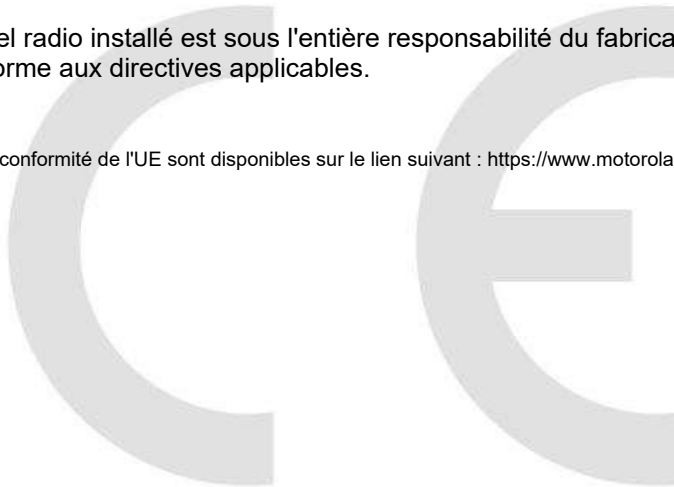 el radio installé est sous l'entière responsabilité du fabrica
orme aux directives applicables.
conformité de l'UE sont disponibles sur le lien suivant : https://www.motorola
CE